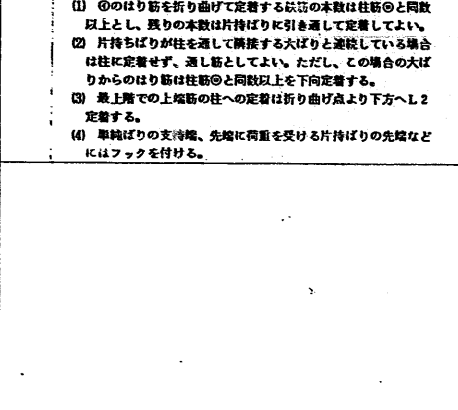 (1) ⓐのはり筋を折り曲げて定着する鉄筋の本数は柱筋◎と同数
以上とし、残りの本数は片持ばりに引き通して定着してよい。
(2) 片持ちばりが柱を通して隣接する大ばりと連続している場合
は柱に定着せず、通し筋としてよい。ただし、この場合の大ば
りからのはり筋は柱筋◎と同数以上を下向定着する。
(3) 最上階での上端筋の柱への定着は折り曲げ点より下方へL2
定着する。
(4) 単純ばりの支持端、先端に荷重を受ける片持ばりの先端など
にはフックを付ける。